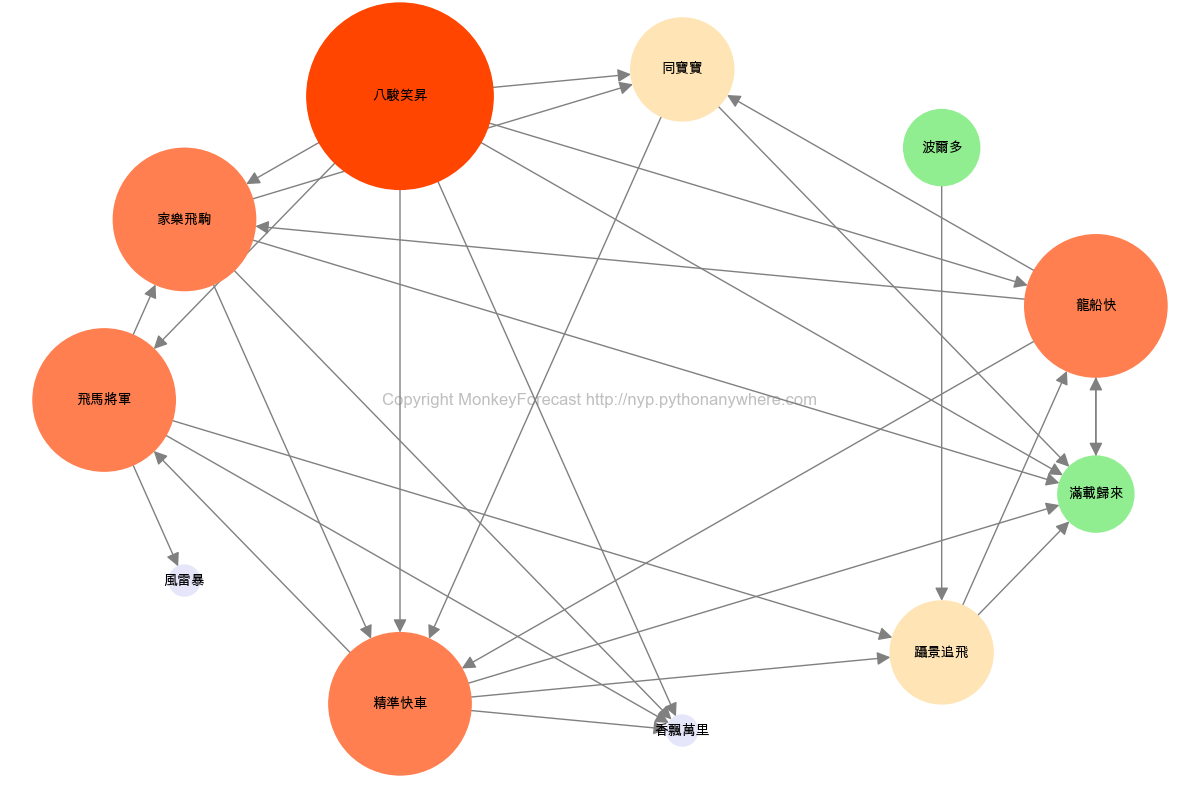 同寶寶
八駿笑昇
波爾多
家樂飛駒
龍船快
飛馬將軍
Copyright MonkeyForecast http://nyp.pythonanywhere.com
滿載歸來
風雷暴
躡景追飛
精準快車
香飄萬里